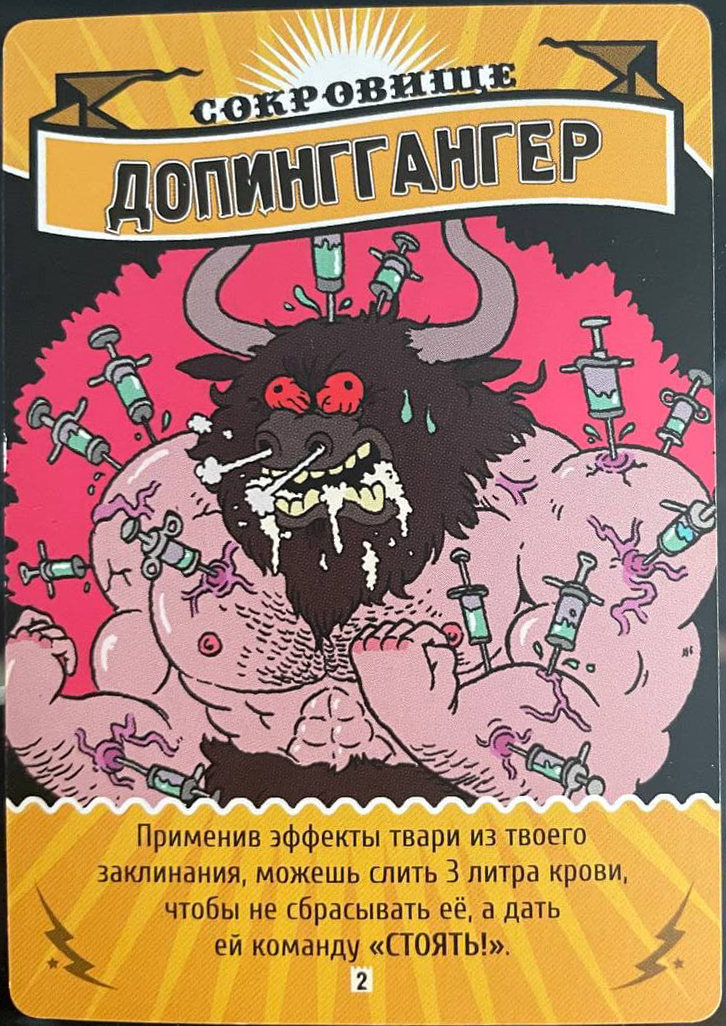 СОКРОВИЩЕ
ДОПИНГГАНГЕР
Применив эффекты твари из твоего
заклинания, можешь слить 3 литра крови,
чтобы не сбрасывать её, а дать
ей команду «СТОЯТЬ!».
2